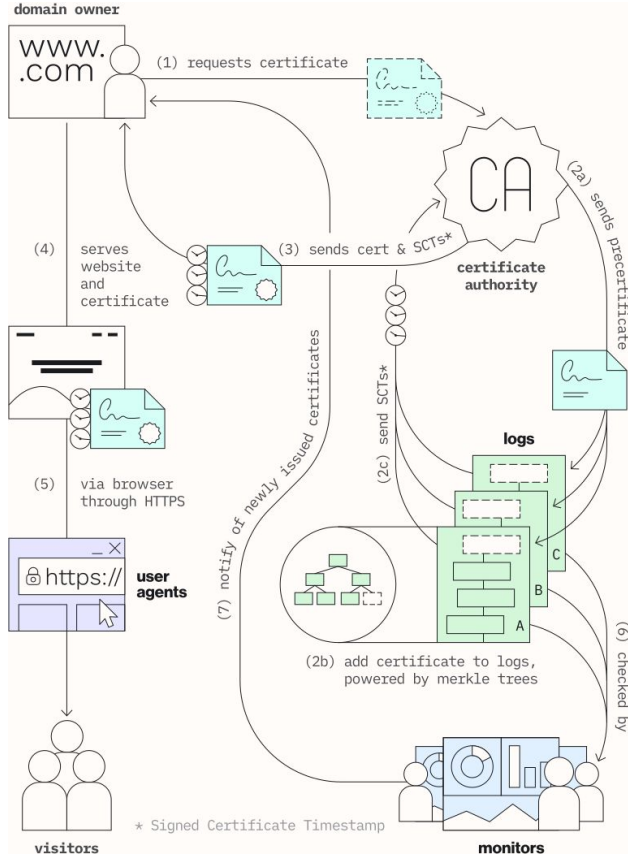 domain owner
www.
.com
(1) requests certificate
CA
certificate
authority
(2a) sends precertificate
(3) sends cert & SCTs*
(4) serves
website
and
certificate
(2c) send SCTs*
logs
C
B
A
(5) via browser
through HTTPS
https://
user
agents
(7) notify of newly issued certificates
(2b) add certificate to logs,
powered by merkle trees
(6) checked by
* Signed Certificate Timestamp
visitors
monitors